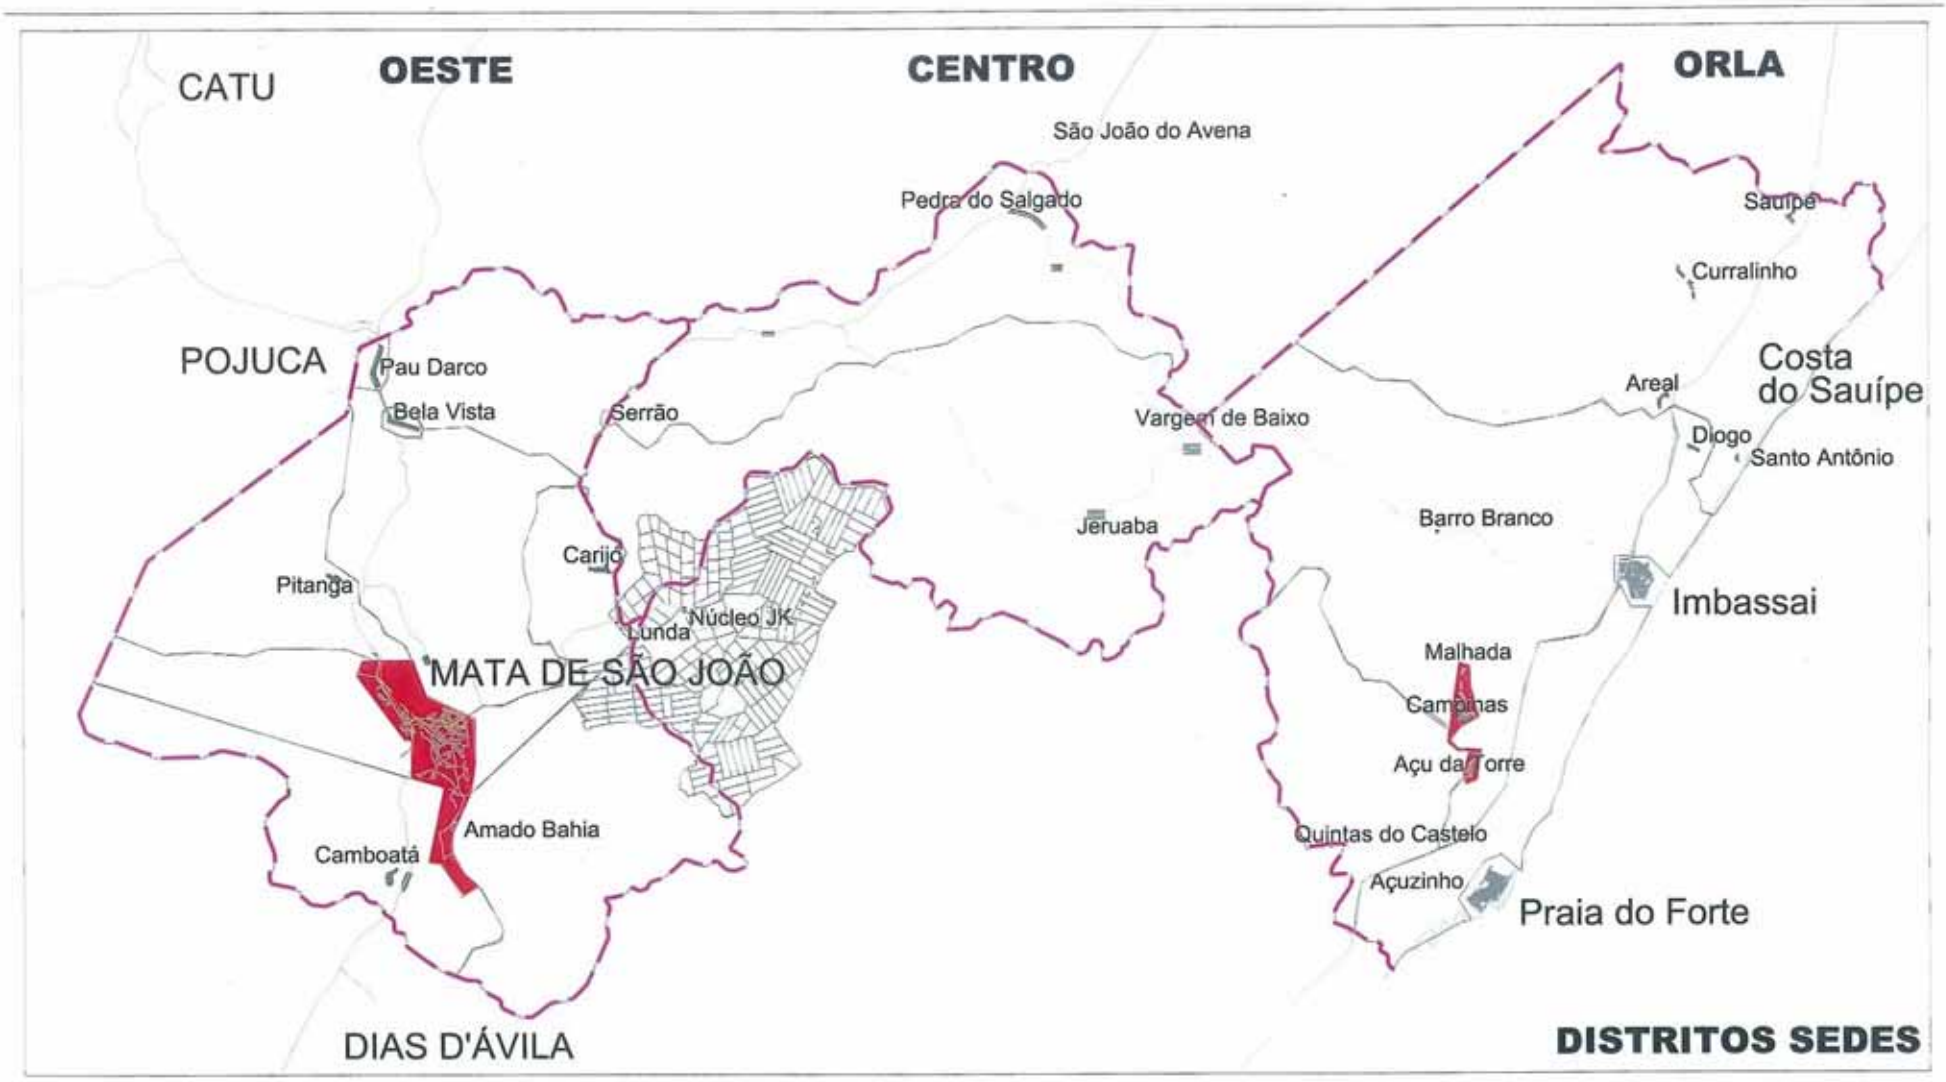 OESTE
CENTRO
ORLA
CATU
São João do Avena
Pedra do Salgado
Sauípe
Curralinho
POJUCA
Pau Darco
Costa
do Sauípe
Areal
Bela Vista
Serrão
Vargem de Baixo
Diogo
Santo Antônio
Jeruaba
Barro Branco
Carijó
Pitanga
Imbassai
Núcleo JK
Lunda
Malhada
MATA DE SÃO JOÃO
Campinas
Açu da Torre
Amado Bahia
Quintas do Castelo
Camboatá
Açuzinho
Praia do Forte
DIAS D'ÁVILA
DISTRITOS SEDES